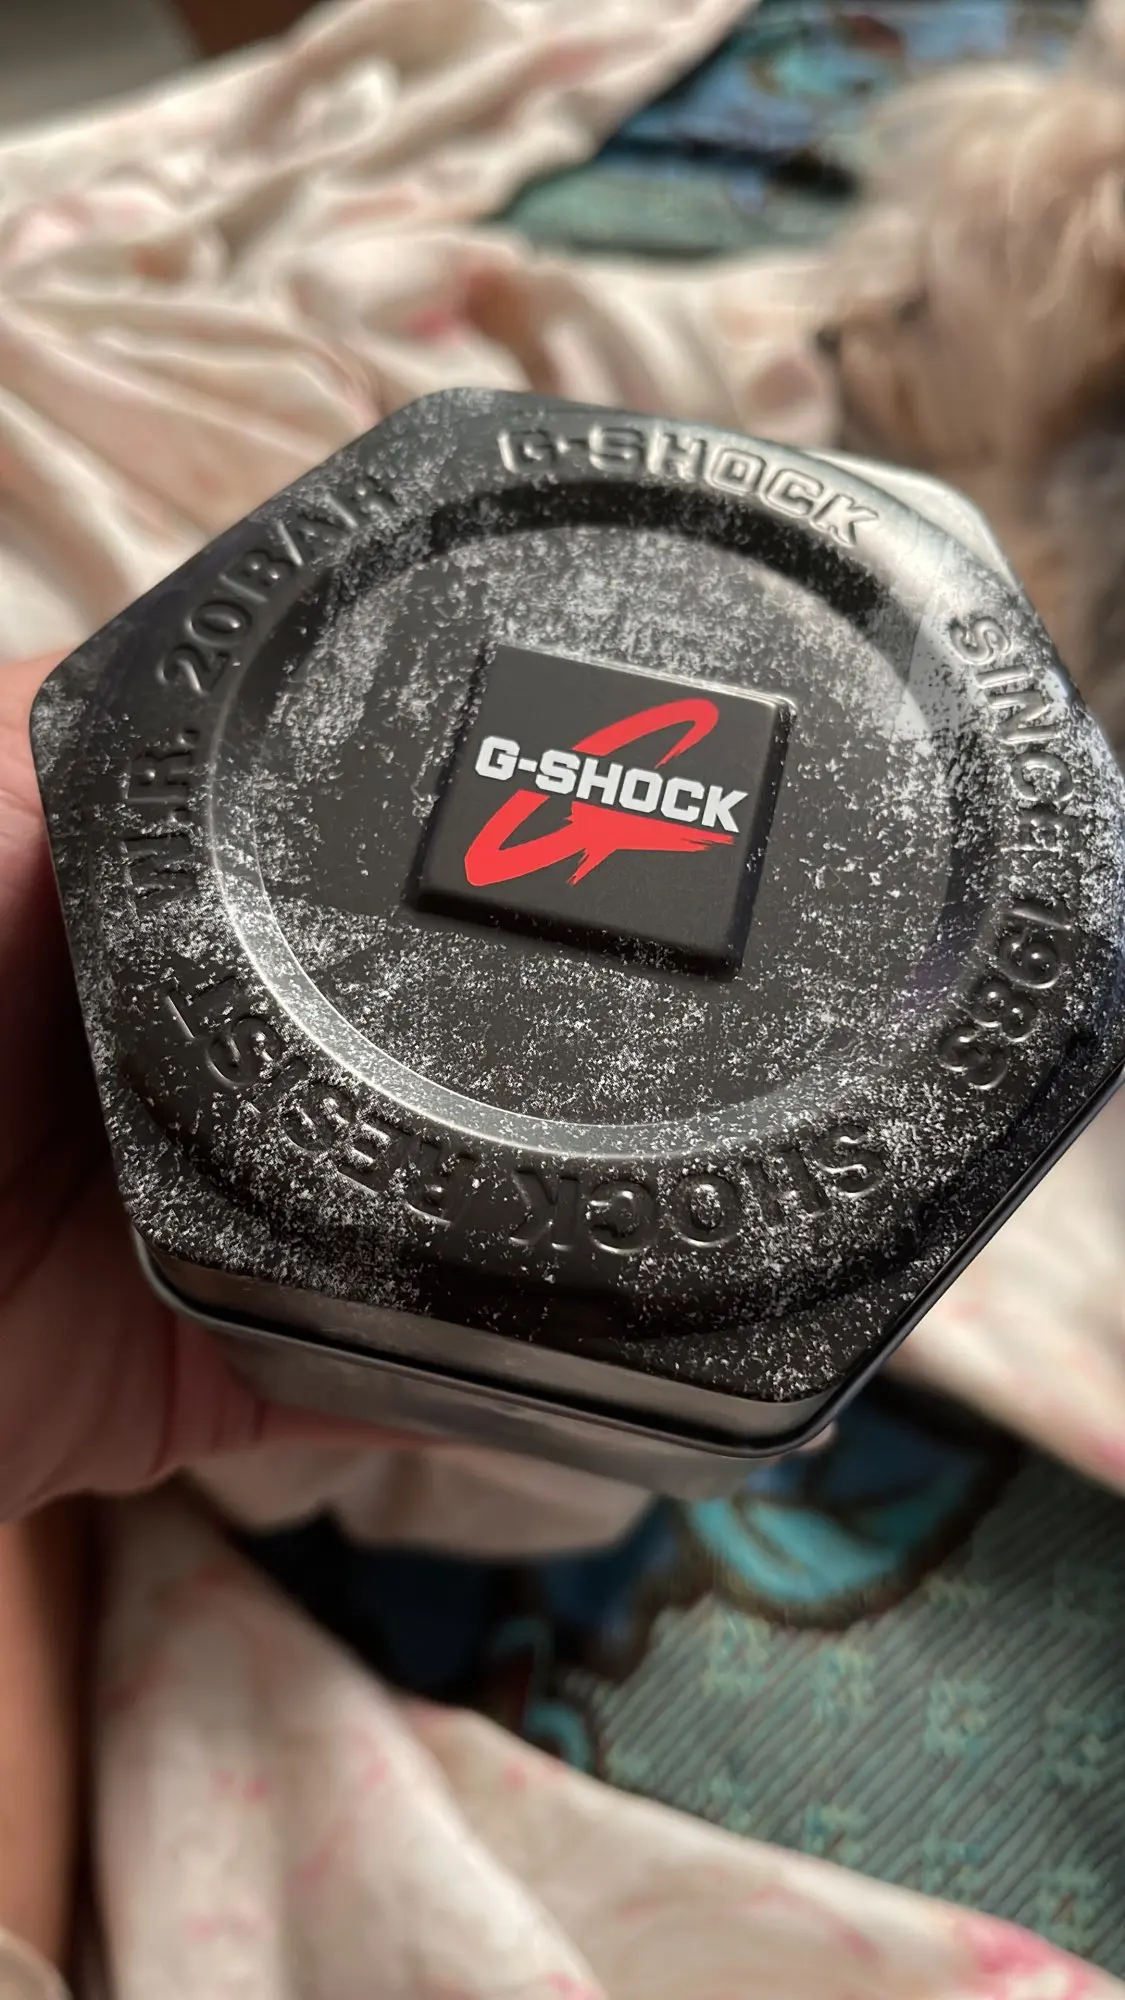 G-SHOCK
SINCE 1983
SHOCK RESIST
W.R. 20BAR
G-SHOCK